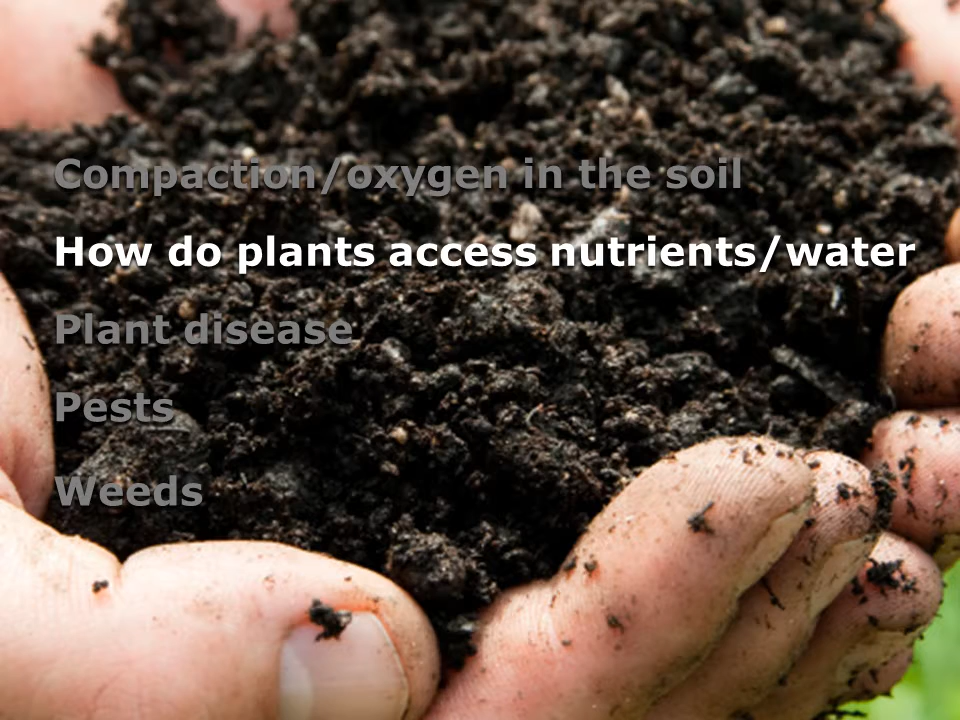 Compaction/oxygen in the soil
How do plants access nutrients/water
Plant disease
Pests
Weeds